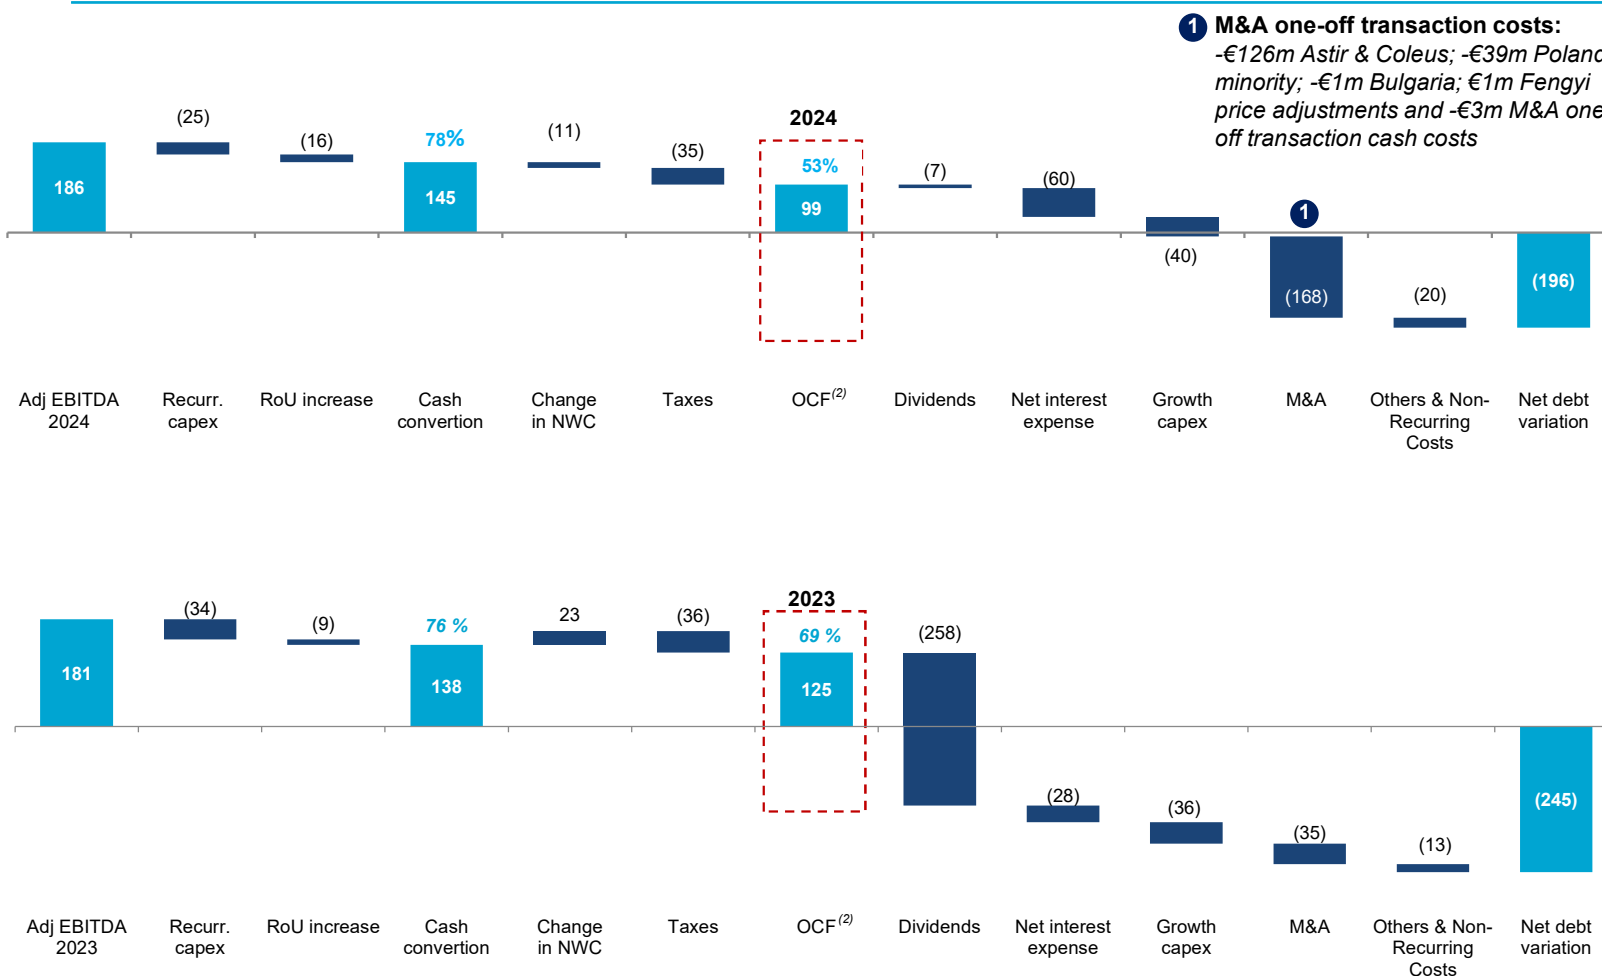 1 M&A one-off transaction costs:
-€126m Astir & Coleus; -€39m Poland
minority; -€1m Bulgaria; €1m Fengyi
price adjustments and -€3m M&A one
off transaction cash costs
2024
(25)
(16)
78%
(11)
(35)
53%
(7)
(60)
186
145
99
1
(40)
(168)
(20)
(196)
Adj EBITDA
2024
Recurr.
capex
RoU increase
Cash
convertion
Change
in NWC
Taxes
OCF(2)
Dividends
Net interest
expense
Growth
capex
M&A
Others & Non-
Recurring
Costs
Net debt
variation
2023
(34)
(9)
76 %
23
(36)
69 %
(258)
181
138
125
(28)
(36)
(35)
(13)
(245)
Adj EBITDA
2023
Recurr.
capex
RoU increase
Cash
convertion
Change
in NWC
Taxes
OCF(2)
Dividends
Net interest
expense
Growth
capex
M&A
Others & Non-
Recurring
Costs
Net debt
variation